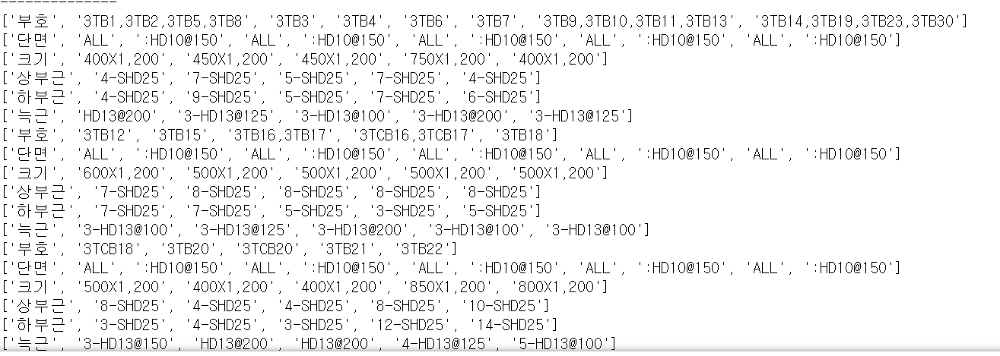 --------------
['부호', '3TB1,3TB2,3TB5,3TB8', '3TB3', '3TB4', '3TB6', '3TB7', '3TB9,3TB10,3TB11,3TB13', '3TB14,3TB19,3TB23,3TB30']
['단면', 'ALL', ':HD10@150', 'ALL', ':HD10@150', 'ALL', ':HD10@150', 'ALL', ':HD10@150', 'ALL', ':HD10@150']
['크기', '400X1,200', '450X1,200', '450X1,200', '750X1,200', '400X1,200']
['상부근', '4-SHD25', '7-SHD25', '5-SHD25', '7-SHD25', '4-SHD25']
['하부근', '4-SHD25', '9-SHD25', '5-SHD25', '7-SHD25', '6-SHD25']
['늑근', 'HD13@200', '3-HD13@125', '3-HD13@100', '3-HD13@200', '3-HD13@125']
['부호', '3TB12', '3TB15', '3TB16,3TB17', '3TCB16,3TCB17', '3TB18']
['단면', 'ALL', ':HD10@150', 'ALL', ':HD10@150', 'ALL', ':HD10@150', 'ALL', ':HD10@150', 'ALL', ':HD10@150']
['크기', '600X1,200', '500X1,200', '500X1,200', '500X1,200', '500X1,200']
['상부근', '7-SHD25', '8-SHD25', '8-SHD25', '8-SHD25', '8-SHD25']
['하부근', '7-SHD25', '7-SHD25', '5-SHD25', '3-SHD25', '5-SHD25']
['늑근', '3-HD13@100', '3-HD13@125', '3-HD13@200', '3-HD13@100', '3-HD13@100']
['부호', '3TCB18', '3TB20', '3TCB20', '3TB21', '3TB22']
['단면', 'ALL', ':HD10@150', 'ALL', ':HD10@150', 'ALL', ':HD10@150', 'ALL', ':HD10@150', 'ALL', ':HD10@150']
['크기', '500X1,200', '400X1,200', '400X1,200', '850X1,200', '800X1,200']
['상부근', '8-SHD25', '4-SHD25', '4-SHD25', '8-SHD25', '10-SHD25']
['하부근', '3-SHD25', '4-SHD25', '3-SHD25', '12-SHD25', '14-SHD25']
['늑근', '3-HD13@150', 'HD13@200', 'HD13@200', '4-HD13@125', '5-HD13@100']